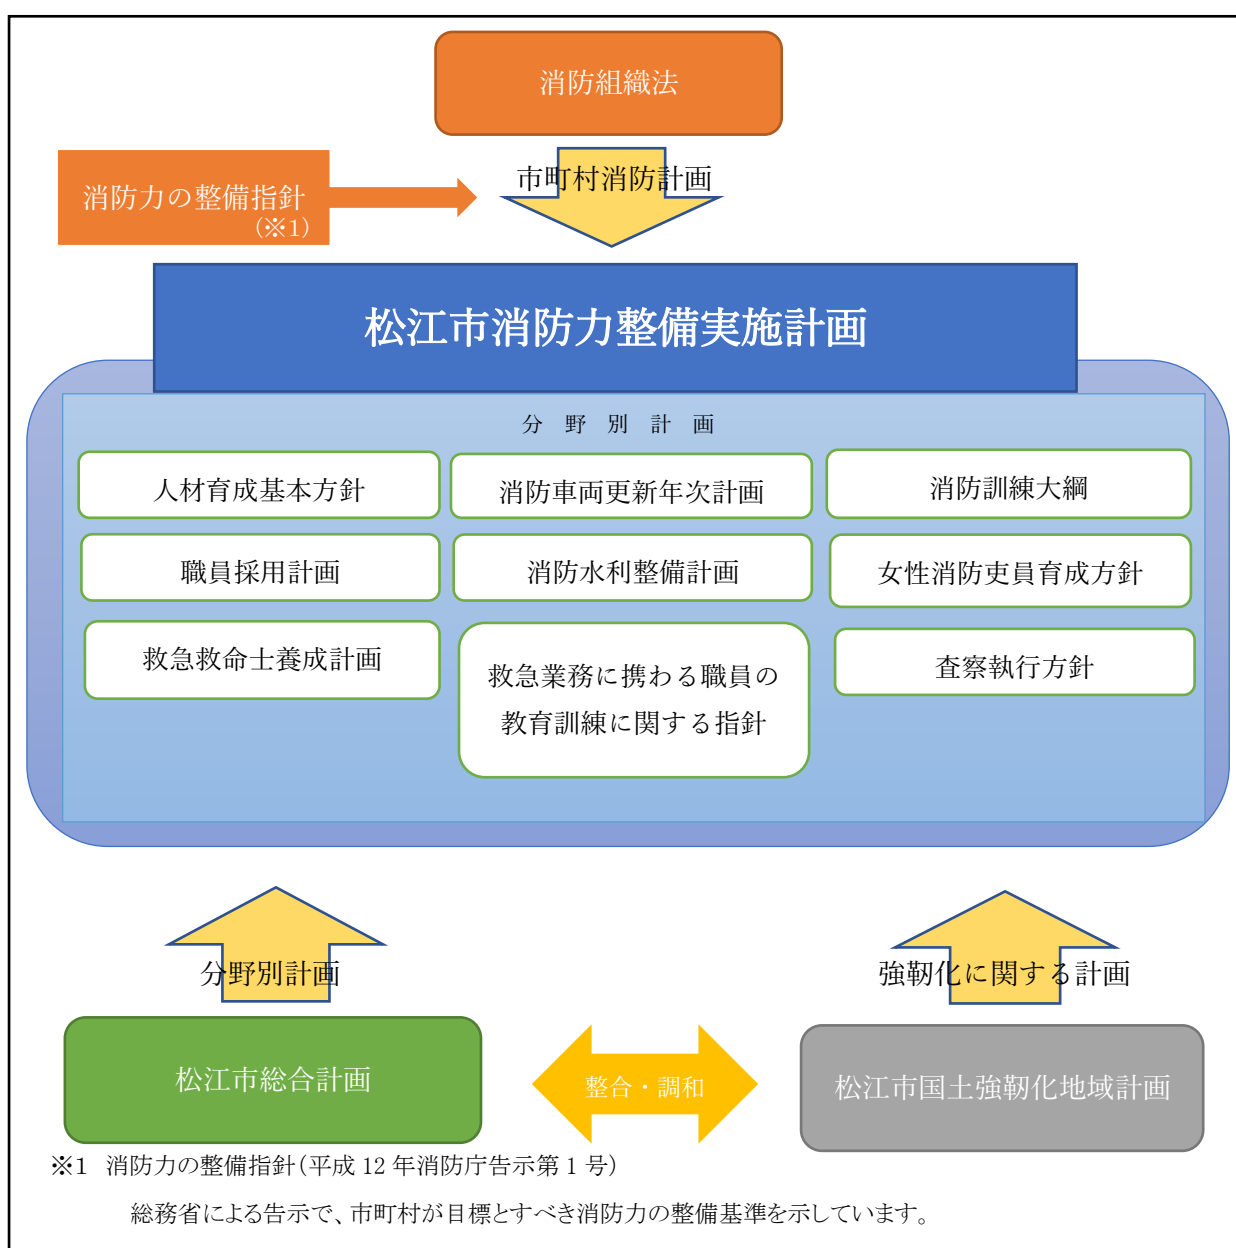 消防組織法
市町村消防計画
消防力の整備指針
(※1)
松江市消防力整備実施計画
分 野 別 計 画
人材育成基本方針
消防車両更新年次計画
消防訓練大綱
職員採用計画
消防水利整備計画
女性消防吏員育成方針
救急救命士養成計画
救急業務に携わる職員の
教育訓練に関する指針
査察執行方針
分野別計画
強靭化に関する計画
松江市総合計画
整合・調和
松江市国土強靭化地域計画
※1 消防力の整備指針(平成 12 年消防庁告示第 1 号)
総務省による告示で、市町村が目標とすべき消防力の整備基準を示しています。